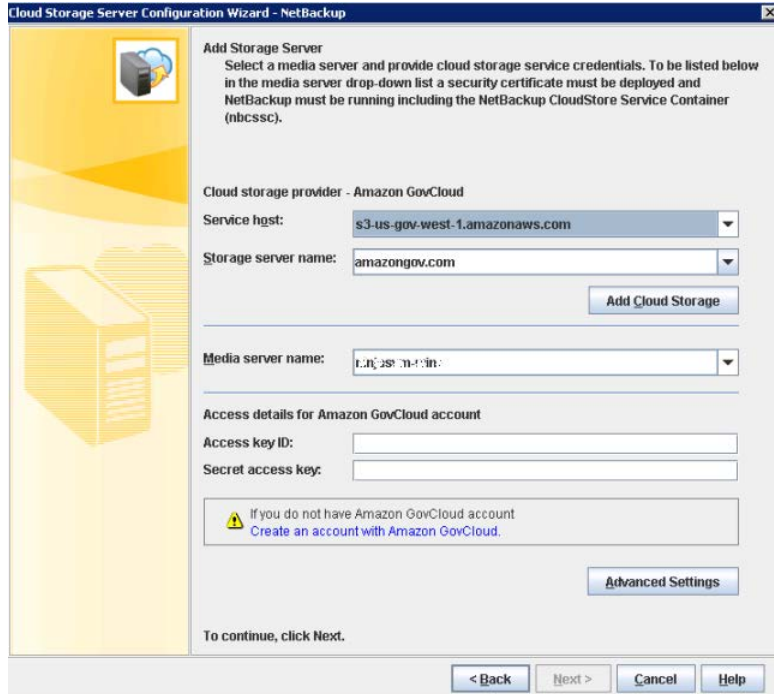 Cloud Storage Server Configuration Wizard - NetBackup
Add Storage Server
Select a media server and provide cloud storage service credentials. To be listed below
in the media server drop-down list a security certificate must be deployed and
NetBackup must be running including the NetBackup CloudStore Service Container
(nbcssc).
Cloud storage provider - Amazon GovCloud
Service host: s3-us-gov-west-1.amazonaws.com
Storage server name: amazongov.com
Add Cloud Storage
Media server name:
Access details for Amazon GovCloud account
Access key ID:
Secret access key:
If you do not have Amazon GovCloud account
Create an account with Amazon GovCloud.
Advanced Settings
To continue, click Next.
< Back Next > Cancel Help